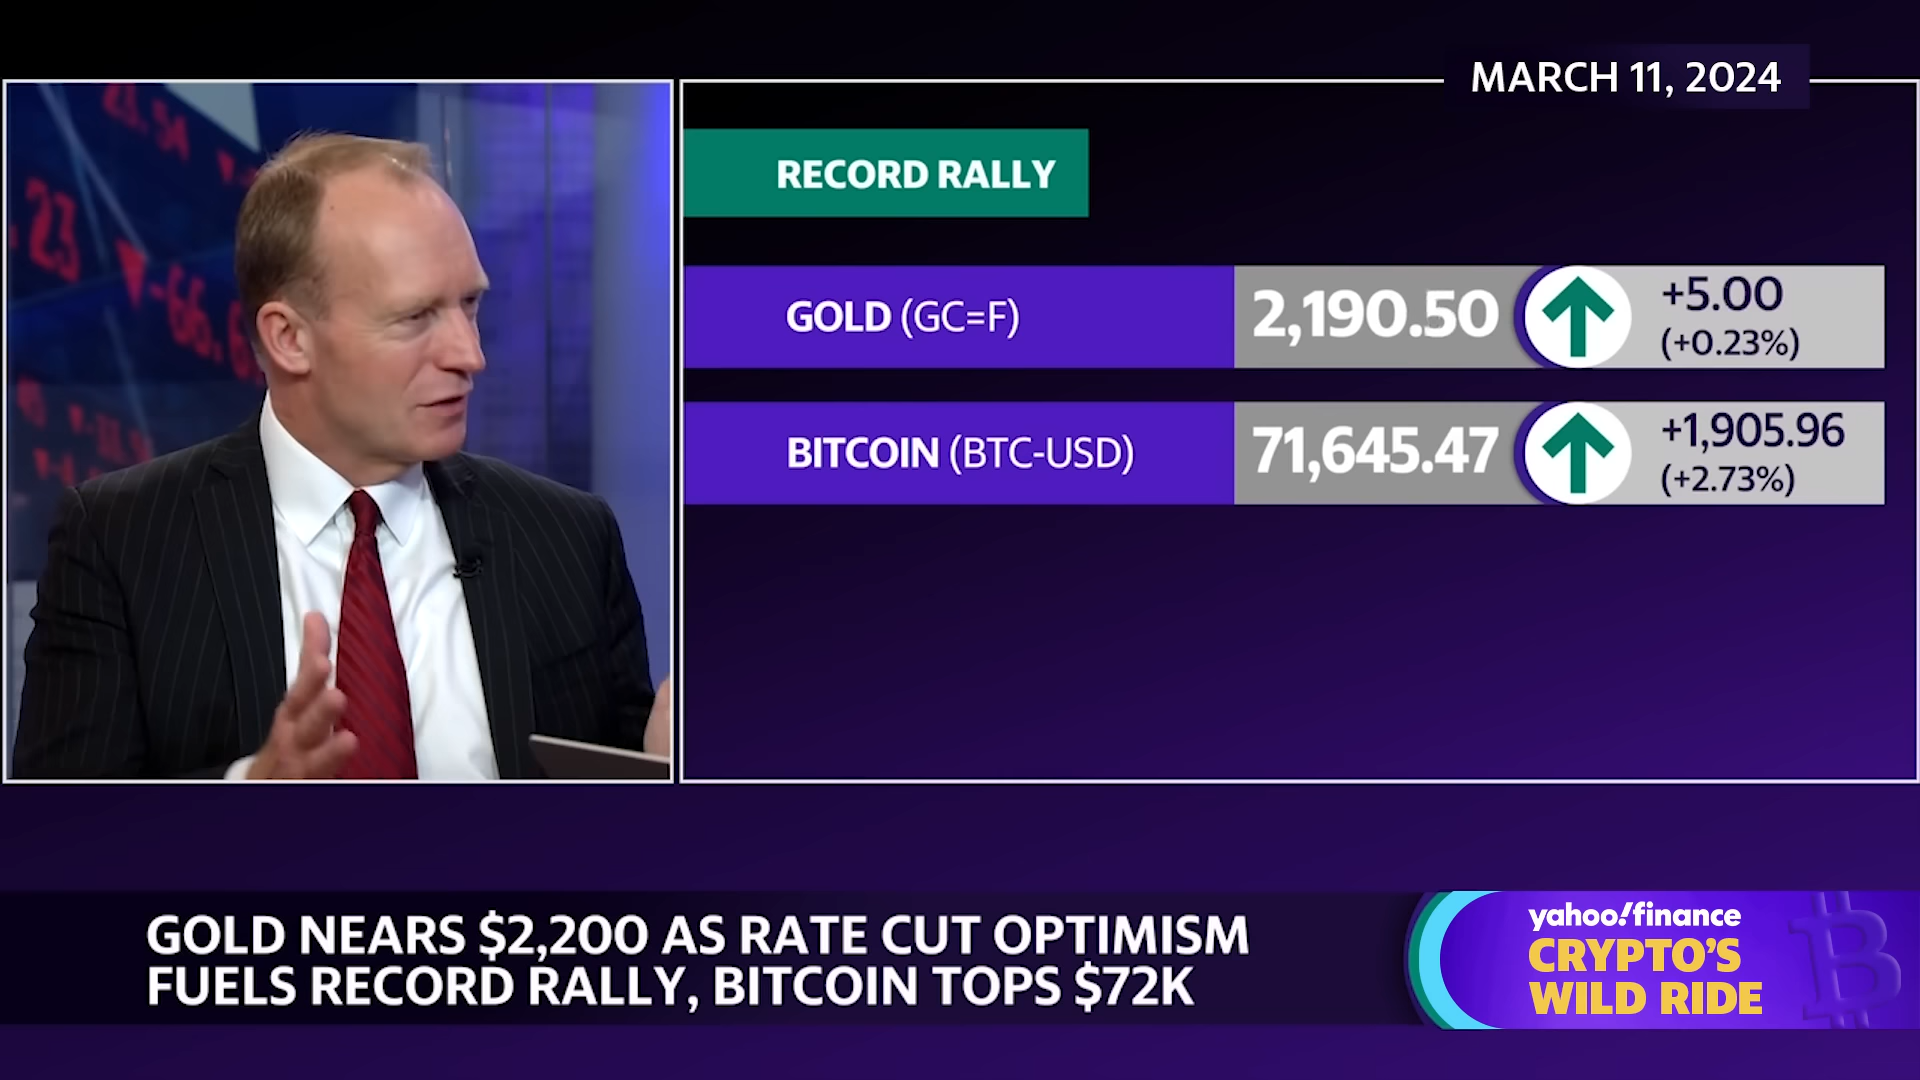 MARCH 11, 2024
RECORD RALLY
GOLD (GC=F) 2,190.50 +5.00
(+0.23%)
BITCOIN (BTC-USD) 71,645.47 +1,905.96
(+2.73%)
23
GOLD NEARS $2,200 AS RATE CUT OPTIMISM
FUELS RECORD RALLY, BITCOIN TOPS $72K
yahoo!finance
CRYPTO'S
WILD RIDE